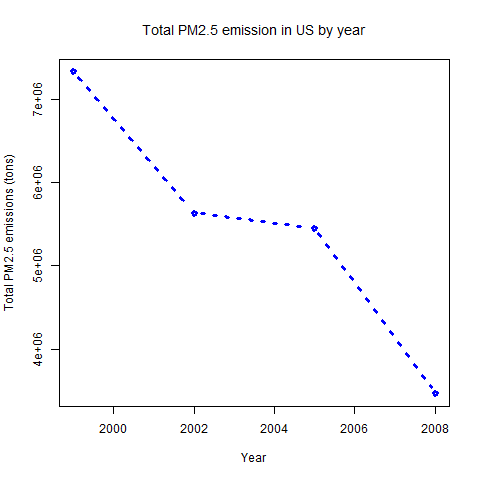 Total PM2.5 emission in US by year
Total PM2.5 emissions (tons)
7e+06
6e+06
5e+06
4e+06
2000 2002 2004 2006 2008
Year